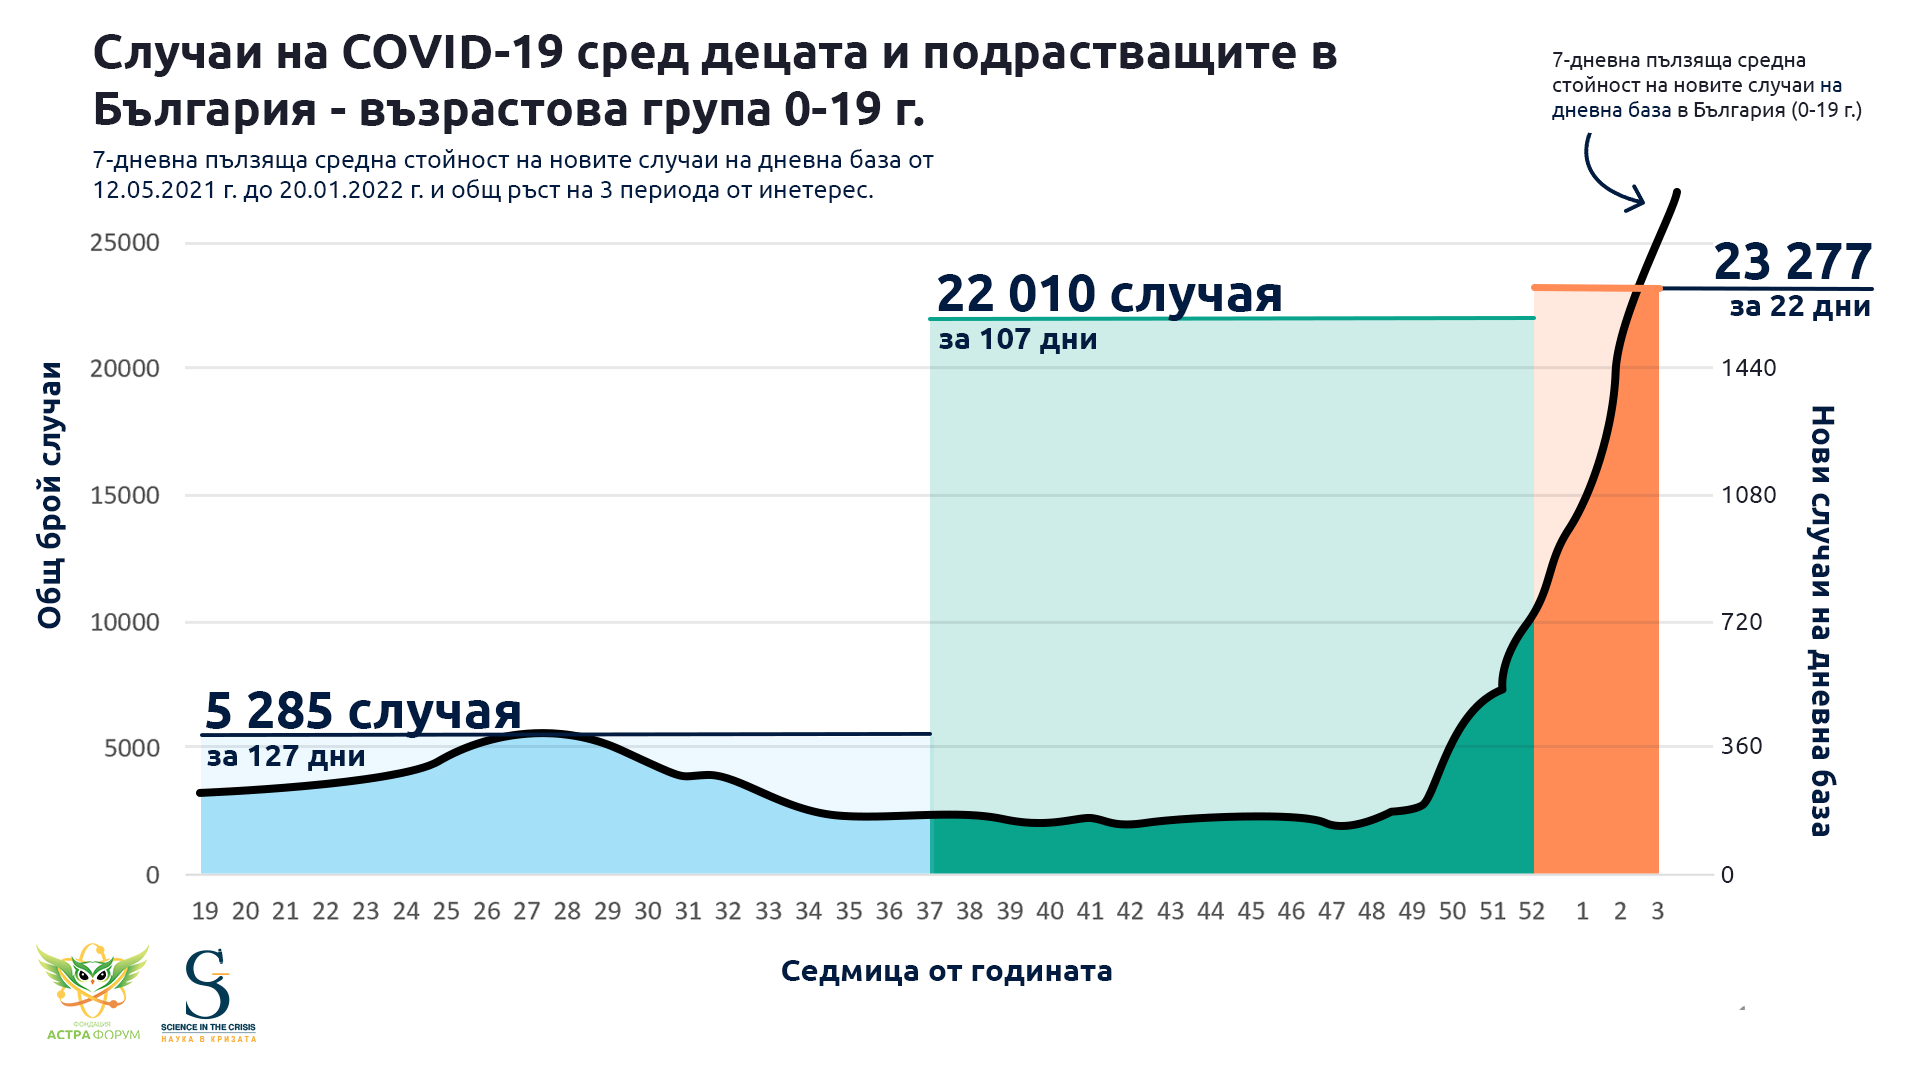 Случаи на COVID-19 сред децата и подрастващите в
България - възрастова група 0-19 г.
7-дневна пълзяща средна стойност на новите случаи на дневна база от
12.05.2021 г. до 20.01.2022 г. и общ ръст на 3 периода от инетерес.
7-дневна пълзяща средна
стойност на новите случаи на
дневна база в България (0-19 г.)
25000
20000
15000
10000
5000
0
Общ брой случаи
5 285 случая
за 127 дни
22 010 случая
за 107 дни
23 277
за 22 дни
1440
1080
720
360
0
Нови случаи на дневна база
19 20 21 22 23 24 25 26 27 28 29 30 31 32 33 34 35 36 37 38 39 40 41 42 43 44 45 46 47 48 49 50 51 52 1 2 3
Седмица от годината
ФОНДАЦИЯ
АСТРА ФОРУМ
SCIENCE IN THE CRISIS
НАУКА В КРИЗАТА